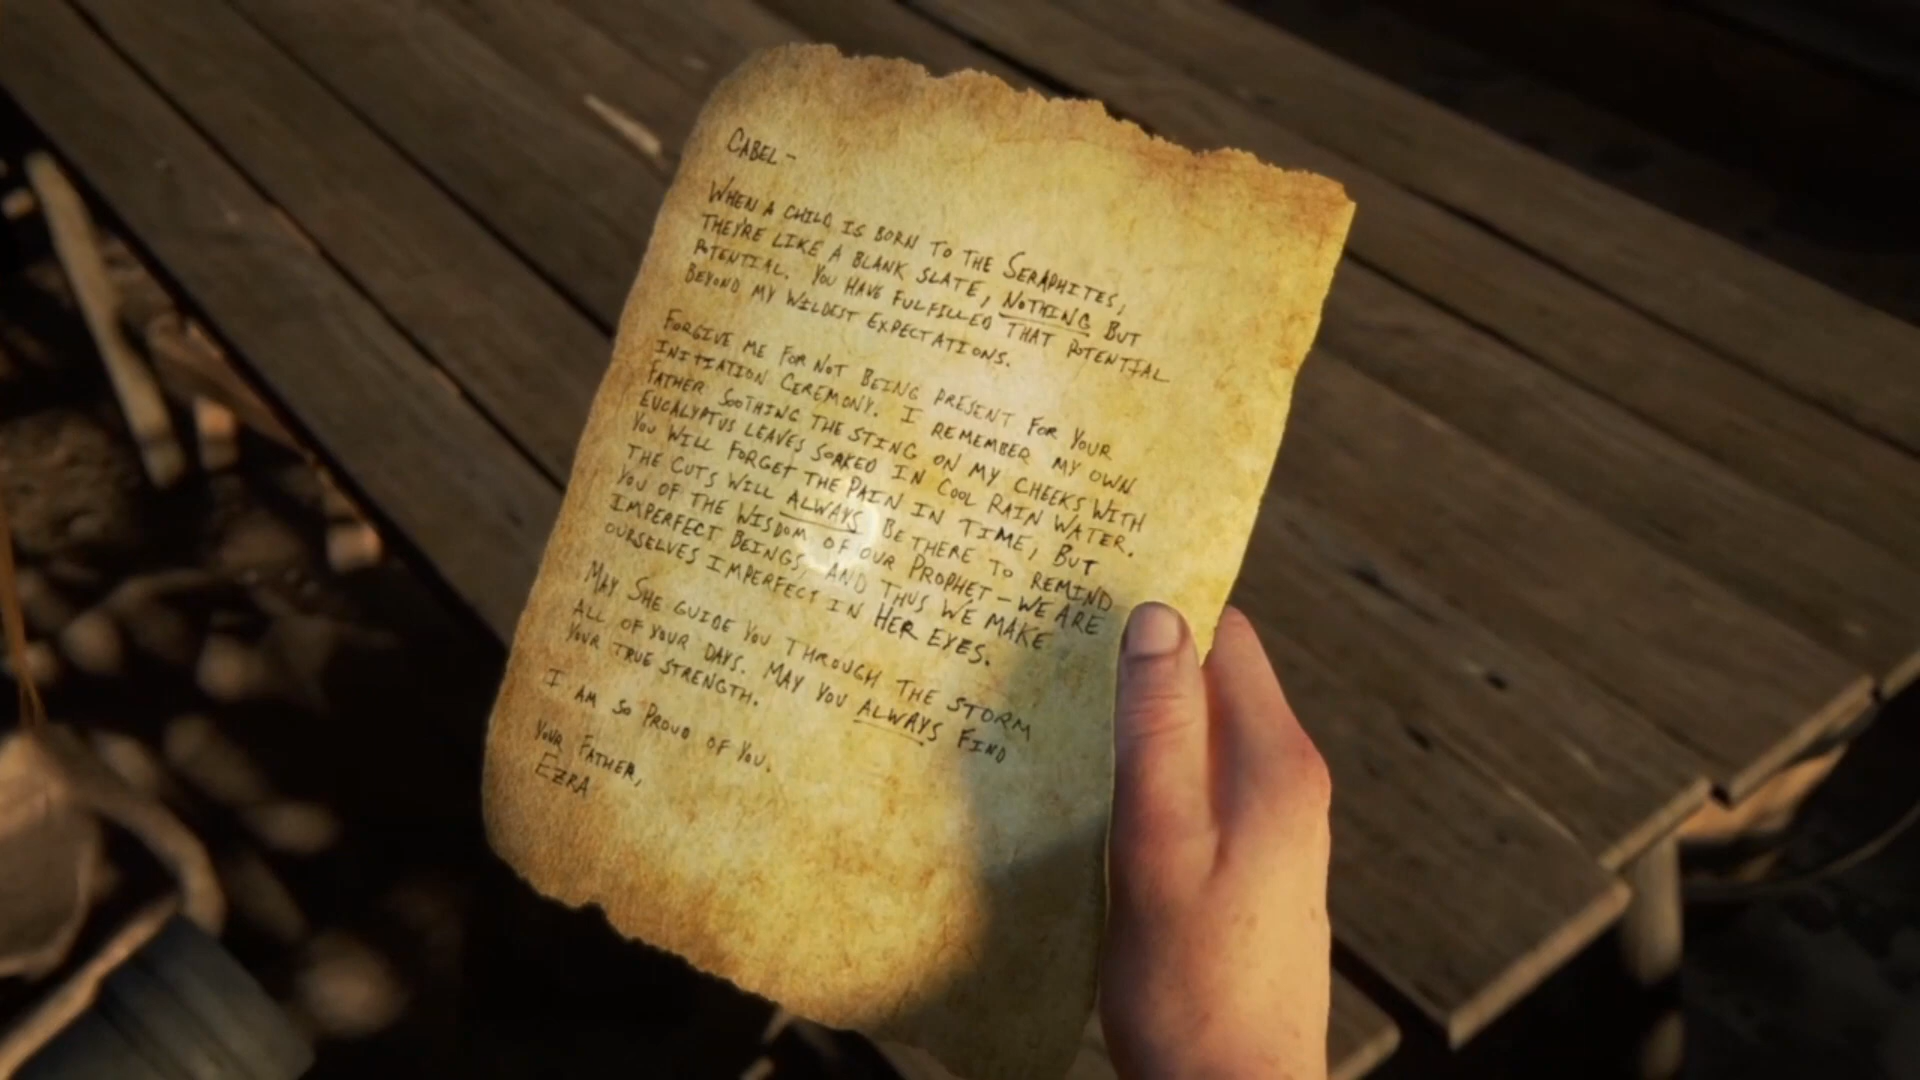 CABEL -
WHEN A CHILD IS BORN TO THE SERAPHITES,
THEY'RE LIKE A BLANK SLATE, NOTHING BUT
POTENTIAL. YOU HAVE FULFILLED THAT POTENTIAL
BEYOND MY WILDEST EXPECTATIONS.
FORGIVE ME FOR NOT BEING PRESENT FOR YOUR
INITIATION CEREMONY. I REMEMBER MY OWN
FATHER SOOTHING THE STING ON MY CHEEKS WITH
EUCALYPTUS LEAVES SOAKED IN COOL RAIN WATER.
YOU WILL FORGET THE PAIN IN TIME, BUT
THE CUTS WILL ALWAYS BE THERE TO REMIND
YOU OF THE WISDOM OF OUR PROPHET - WE ARE
IMPERFECT BEINGS, AND THUS WE MAKE
OURSELVES IMPERFECT IN HER EYES.
MAY SHE GUIDE YOU THROUGH THE STORM
ALL OF YOUR DAYS. MAY YOU ALWAYS FIND
YOUR TRUE STRENGTH.
I AM SO PROUD OF YOU.
YOUR FATHER,
EZRA